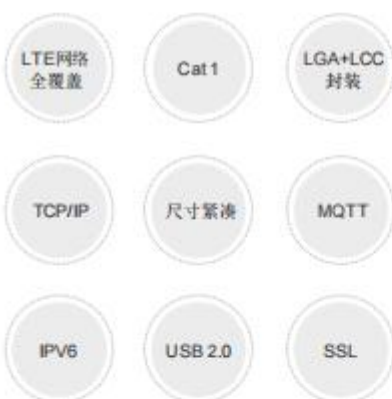 LTE网络
全覆盖
Cat 1
LGA+LCC
封装
TCP/IP
尺寸紧凑
MQTT
IPV6
USB 2.0
SSL